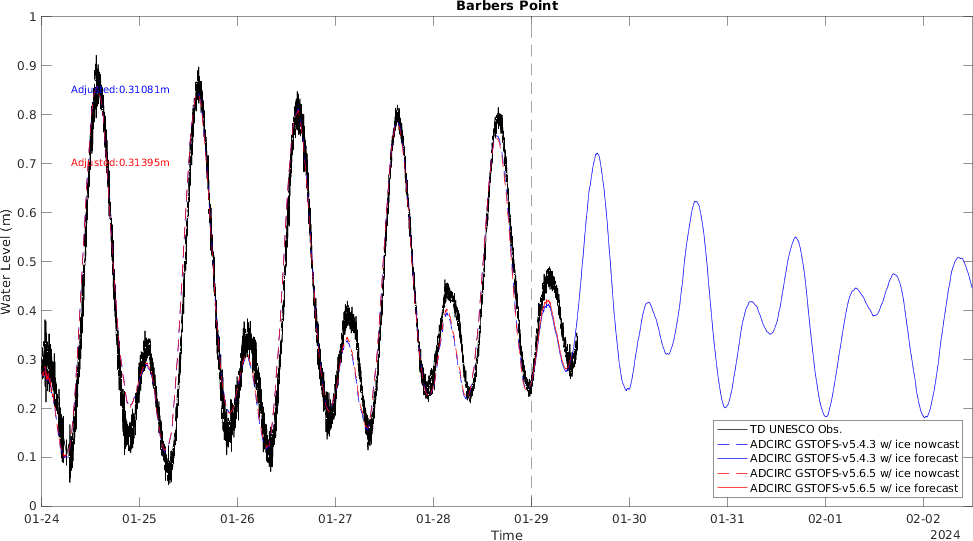 Barbers Point
1
0.9
0.8
0.7
0.6
0.5
0.4
0.3
0.2
0.1
0
Water Level (m)
Adjusted:0.31081m
Adjusted:0.31395m
TD UNESCO Obs.
ADCIRC GSTOFS-v5.4.3 w/ ice nowcast
ADCIRC GSTOFS-v5.4.3 w/ ice forecast
ADCIRC GSTOFS-v5.6.5 w/ ice nowcast
ADCIRC GSTOFS-v5.6.5 w/ ice forecast
01-24 01-25 01-26 01-27 01-28 01-29 01-30 01-31 02-01 02-02
Time
2024